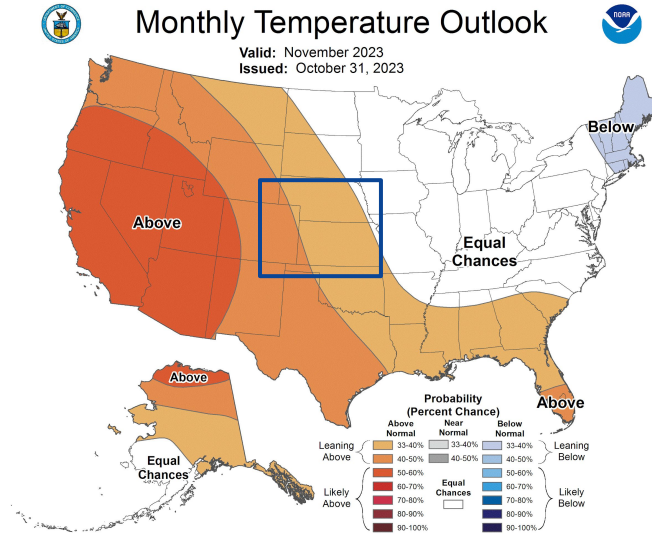 Monthly Temperature Outlook
Valid: November 2023
Issued: October 31, 2023
NOAA
Below
Above
Equal
Chances
Above
Above
Equal
Chances
Probability
(Percent Chance)
Above
Normal
Near
Normal
Below
Normal
Leaning
Above
33-40%
33-40%
33-40%
Leaning
Below
40-50%
40-50%
40-50%
50-60%
50-60%
Likely
Above
60-70%
Equal
Chances
60-70%
Likely
Below
70-80%
70-80%
80-90%
80-90%
90-100%
90-100%